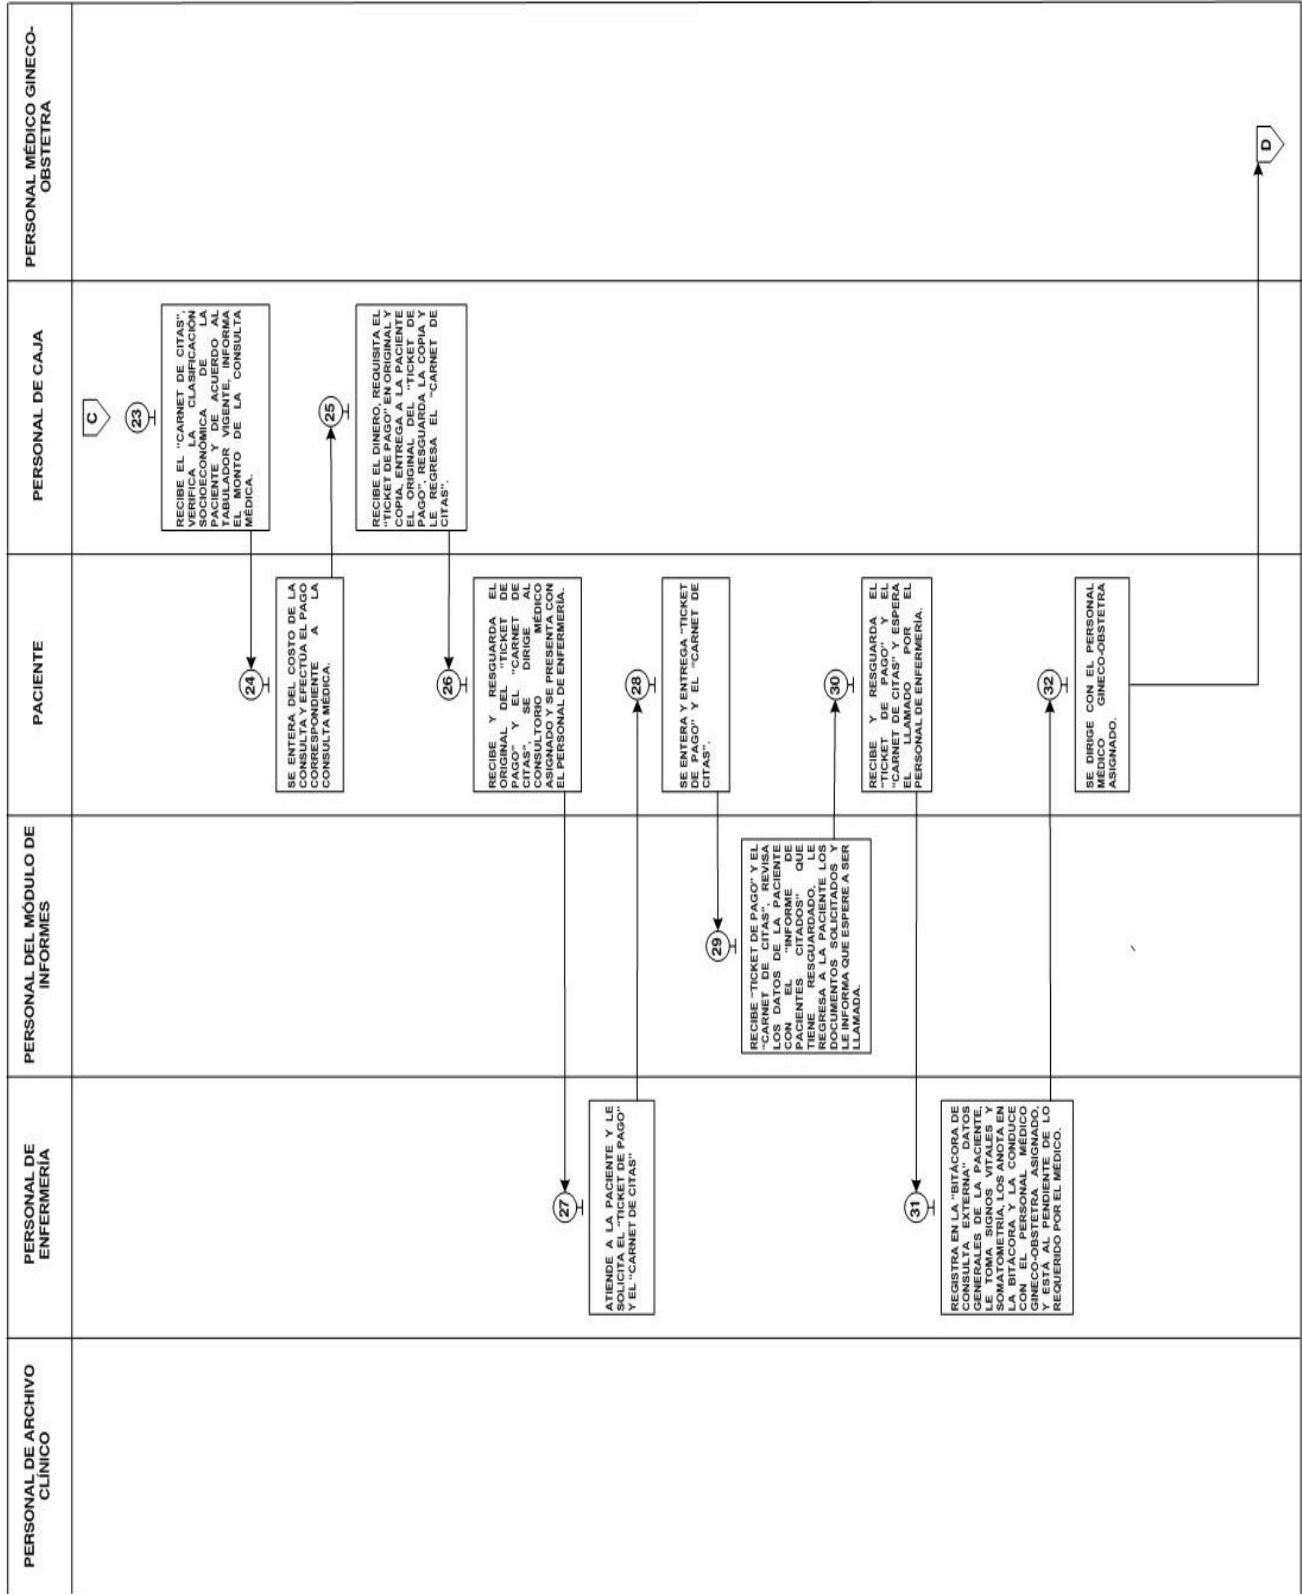 PERSONAL DE ARCHIVO
CLÍNICO
PERSONAL DE
ENFERMERÍA
PERSONAL DEL MÓDULO DE
INFORMES
PACIENTE
PERSONAL DE CAJA
PERSONAL MÉDICO GINECO-
OBSTETRA
C
23
RECIBE EL "CARNET DE CITAS",
VERIFICA LA CLASIFICACIÓN
SOCIOECONÓMICA DE LA
PACIENTE Y DE ACUERDO AL
TABULADOR VIGENTE, INFORMA
EL MONTO DE LA CONSULTA
MÉDICA.
24
SE ENTERA DEL COSTO DE LA
CONSULTA Y EFECTÚA EL PAGO
CORRESPONDIENTE A LA
CONSULTA MÉDICA.
25
RECIBE EL DINERO, REQUISITA EL
"TICKET DE PAGO" EN ORIGINAL Y
COPIA, ENTREGA A LA PACIENTE
EL ORIGINAL DEL "TICKET DE
PAGO", RESGUARDA LA COPIA Y
LE REGRESA EL "CARNET DE
CITAS".
26
RECIBE Y RESGUARDA EL
ORIGINAL DEL "TICKET DE
PAGO" Y EL "CARNET DE
CITAS", SE DIRIGE AL
CONSULTORIO MÉDICO
ASIGNADO Y SE PRESENTA CON
EL PERSONAL DE ENFERMERÍA.
27
ATIENDE A LA PACIENTE Y LE
SOLICITA EL "TICKET DE PAGO"
Y EL "CARNET DE CITAS"
28
SE ENTERA Y ENTREGA "TICKET
DE PAGO" Y EL "CARNET DE
CITAS".
29
RECIBE "TICKET DE PAGO" Y EL
"CARNET DE CITAS", REVISA
LOS DATOS DE LA PACIENTE
CON EL "INFORME DE
PACIENTES CITADOS" QUE
TIENE RESGUARDADO, LE
REGRESA A LA PACIENTE LOS
DOCUMENTOS SOLICITADOS Y
LE INFORMA QUE ESPERE A SER
LLAMADA.
30
RECIBE Y RESGUARDA EL
"TICKET DE PAGO" Y EL
"CARNET DE CITAS" Y ESPERA
EL LLAMADO POR EL
PERSONAL DE ENFERMERÍA.
31
REGISTRA EN LA "BITÁCORA DE
CONSULTA EXTERNA" DATOS
GENERALES DE LA PACIENTE,
LE TOMA SIGNOS VITALES Y
SOMATOMETRÍA, LOS ANOTA EN
LA BITÁCORA Y LA CONDUCE
CON EL PERSONAL MÉDICO
GINECO-OBSTETRA ASIGNADO,
Y ESTÁ AL PENDIENTE DE LO
REQUERIDO POR EL MÉDICO.
32
SE DIRIGE CON EL PERSONAL
MÉDICO GINECO-OBSTETRA
ASIGNADO.
D